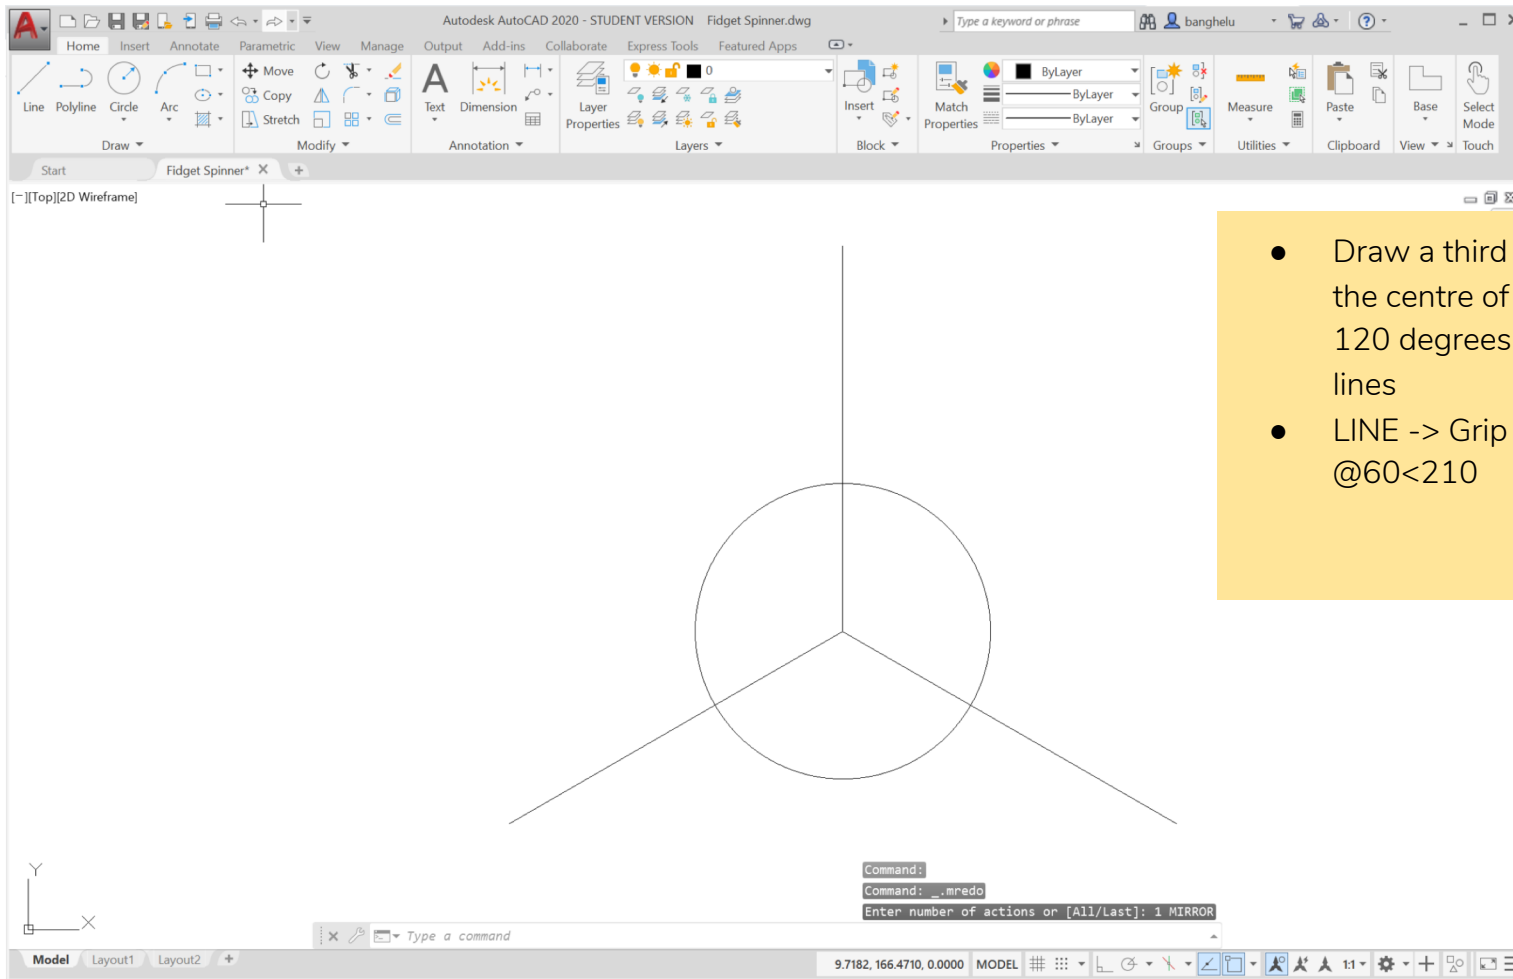 Autodesk AutoCAD 2020 - STUDENT VERSION Fidget Spinner.dwg
Type a keyword or phrase
banghelu
Home Insert Annotate Parametric View Manage Output Add-ins Collaborate Express Tools Featured Apps
Line Polyline Circle Arc
Move
Copy
Stretch
Text Dimension
Layer
Properties
0
Insert
Match
Properties
ByLayer
ByLayer
ByLayer
Group
Measure
Paste
Base
Select
Mode
Draw Modify Annotation Layers Block Properties Groups Utilities Clipboard View Touch
Start Fidget Spinner* X +
[−][Top][2D Wireframe]
● Draw a third
the centre of
120 degrees
lines
● LINE -> Grip
@60<210
Y
X
Command:
Command: _.mredo
Enter number of actions or [All/Last]: 1 MIRROR
Type a command
Model Layout1 Layout2 +
9.7182, 166.4710, 0.0000 MODEL 1:1